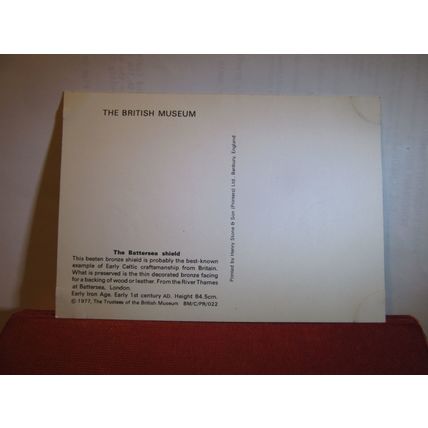 THE BRITISH MUSEUM
The Battersea shield
This beaten bronze shield is probably the best-known
example of Early Celtic craftsmanship from Britain.
What is preserved is the thin decorated bronze facing
for a backing of wood or leather. From the River Thames
at Battersea, London.
Early Iron Age. Early 1st century AD. Height 84.5cm.
© 1977, The Trustees of the British Museum BM/C/PR/022
Printed by Henry Stone & Son (Printers) Ltd. Banbury, England